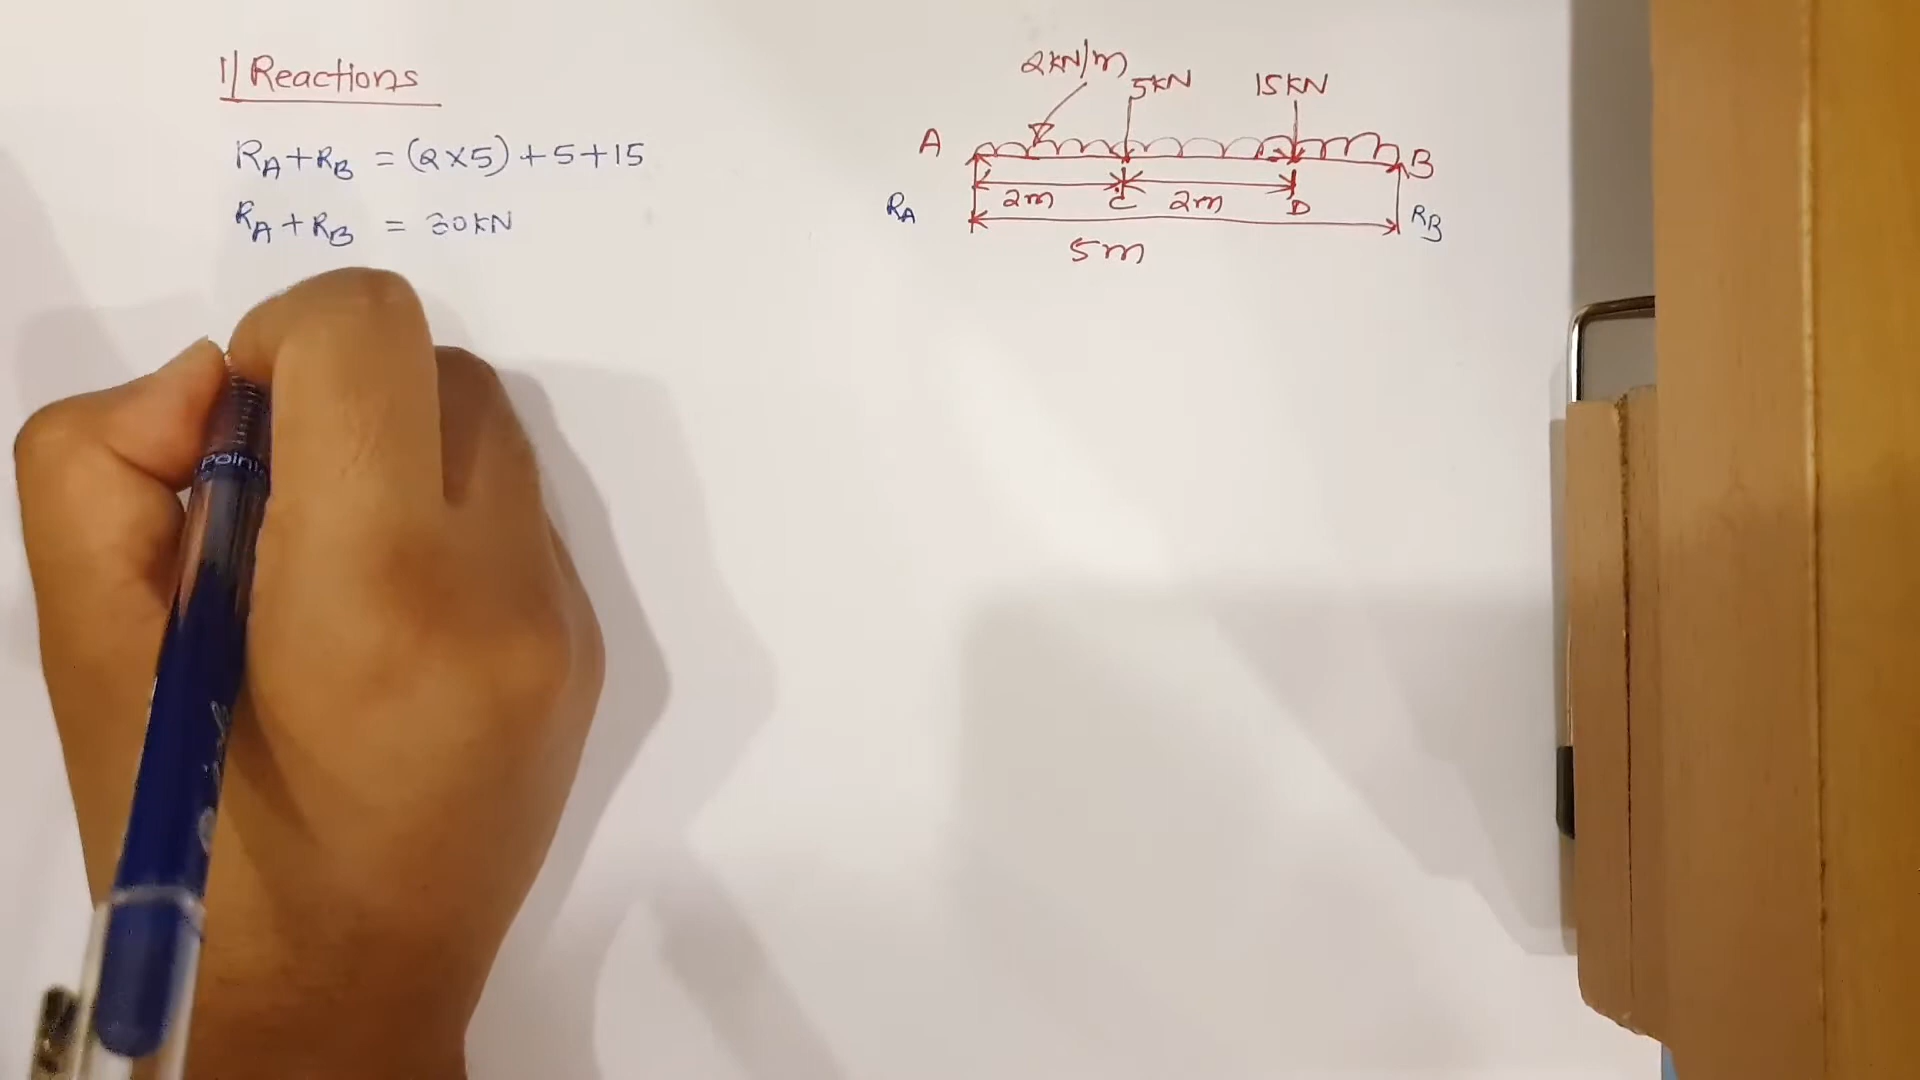 1) Reactions
RA+RB = (2×5)+5+15
RA+RB = 30kN
2kN/m
5kN
15kN
A
B
2m
C
2m
D
RA
RB
5m
Point